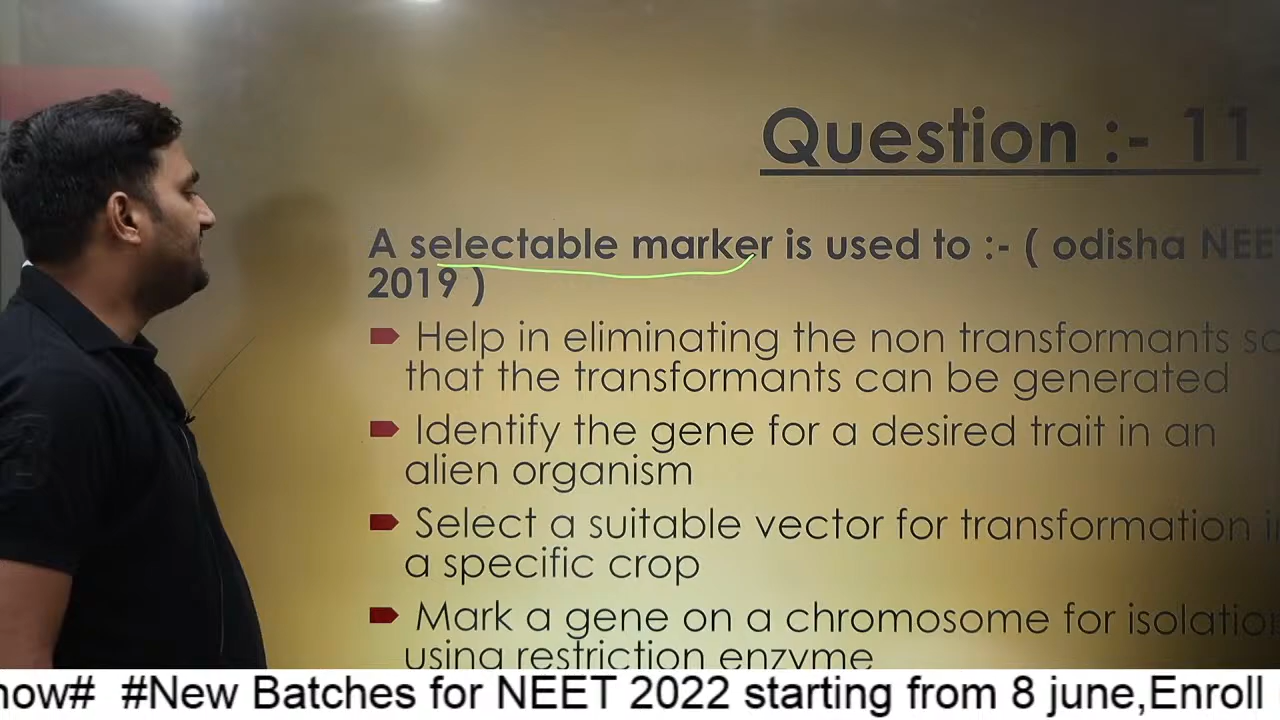 Question :- 11
A selectable marker is used to :- ( odisha NEE
2019 )
Help in eliminating the non transformants so
that the transformants can be generated
Identify the gene for a desired trait in an
alien organism
Select a suitable vector for transformation i
a specific crop
Mark a gene on a chromosome for isolatio
using restriction enzyme
now# #New Batches for NEET 2022 starting from 8 june,Enroll